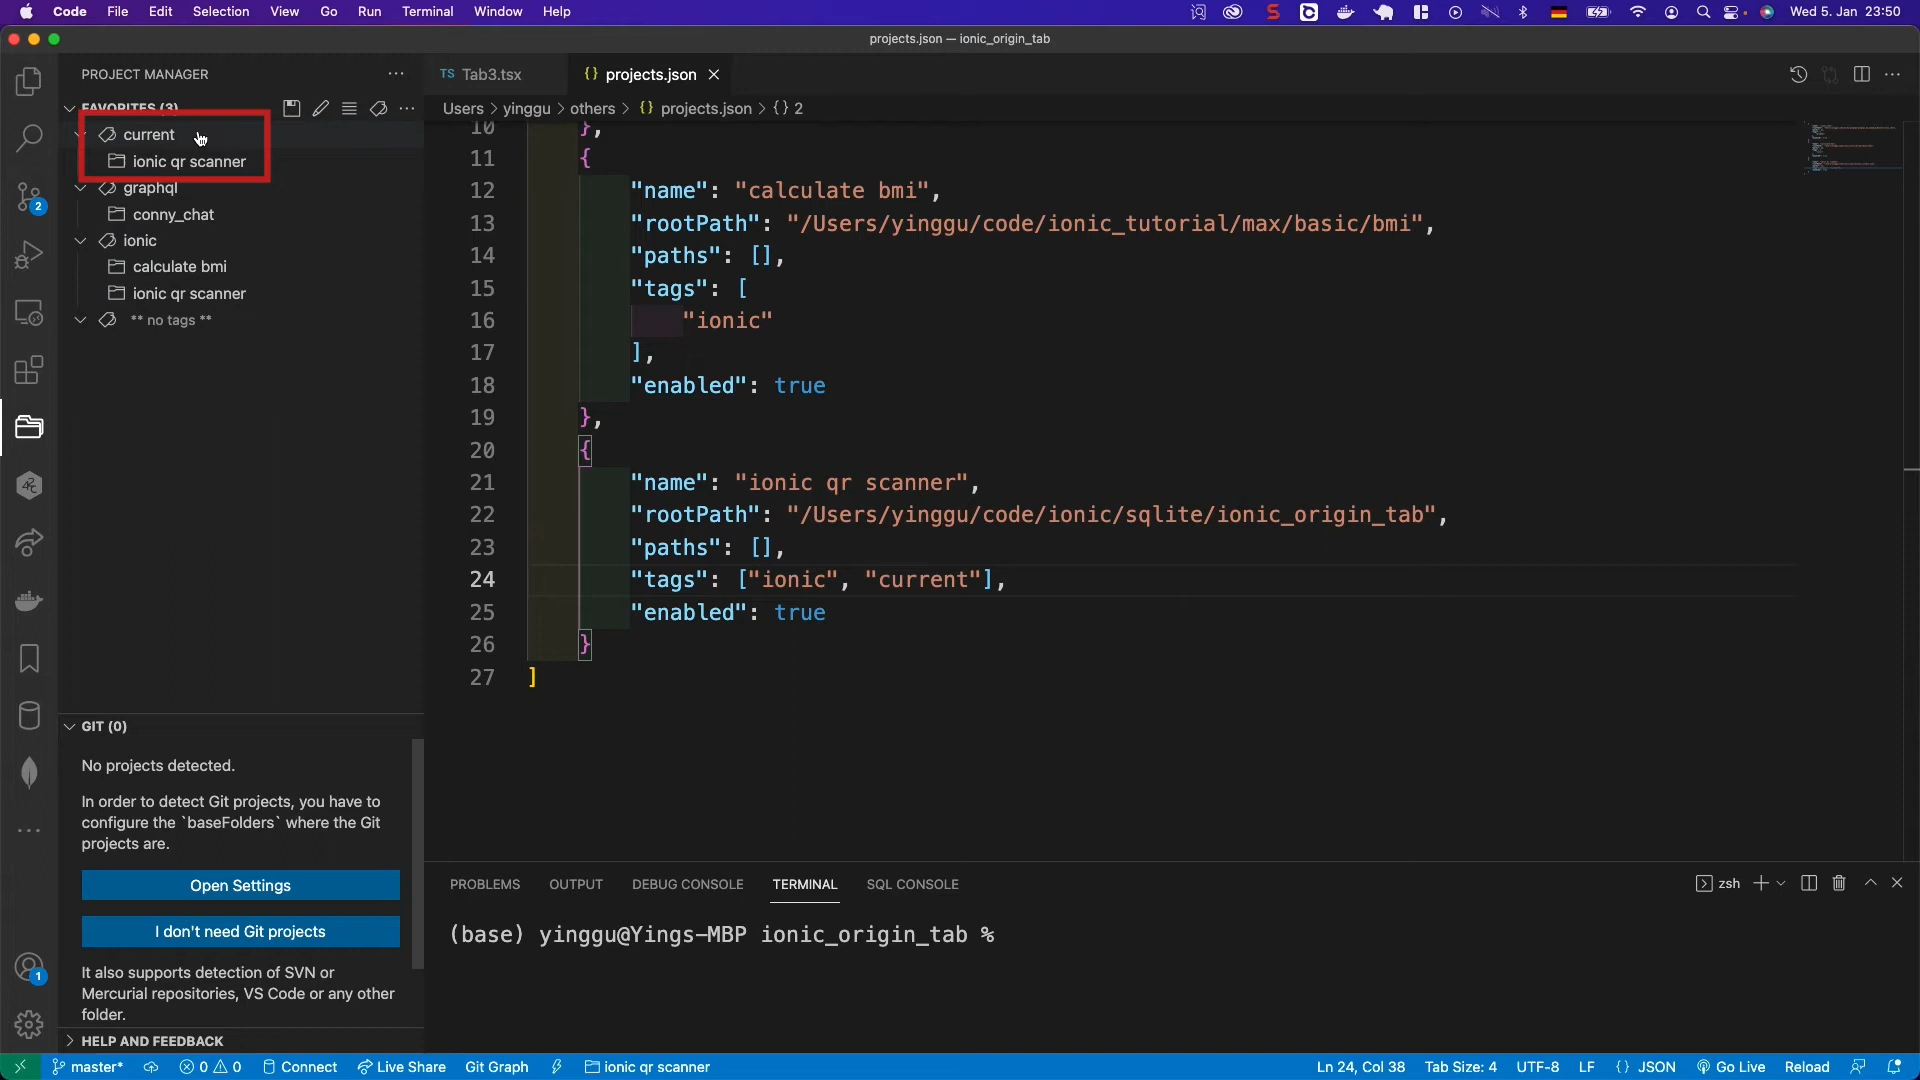 Code File Edit Selection View Go Run Terminal Window Help Wed 5. Jan 23:50
projects.json — ionic_origin_tab
PROJECT MANAGER
FAVORITES (3)
current
ionic qr scanner
graphql
conny_chat
ionic
calculate bmi
ionic qr scanner
** no tags **
GIT (0)
No projects detected.
In order to detect Git projects, you have to
configure the `baseFolders` where the Git
projects are.
Open Settings
I don't need Git projects
It also supports detection of SVN or
Mercurial repositories, VS Code or any other
folder.
HELP AND FEEDBACK
2
1
TS Tab3.tsx {} projects.json
Users > yinggu > others > {} projects.json > {} 2
10 },
11 {
12 "name": "calculate bmi",
13 "rootPath": "/Users/yinggu/code/ionic_tutorial/max/basic/bmi",
14 "paths": [],
15 "tags": [
16 "ionic"
17 ],
18 "enabled": true
19 },
20 {
21 "name": "ionic qr scanner",
22 "rootPath": "/Users/yinggu/code/ionic/sqlite/ionic_origin_tab",
23 "paths": [],
24 "tags": ["ionic", "current"],
25 "enabled": true
26 }
27 ]
PROBLEMS OUTPUT DEBUG CONSOLE TERMINAL SQL CONSOLE zsh
(base) yinggu@Yings-MBP ionic_origin_tab %
master* 0 0 Connect Live Share Git Graph ionic qr scanner Ln 24, Col 38 Tab Size: 4 UTF-8 LF {} JSON Go Live Reload